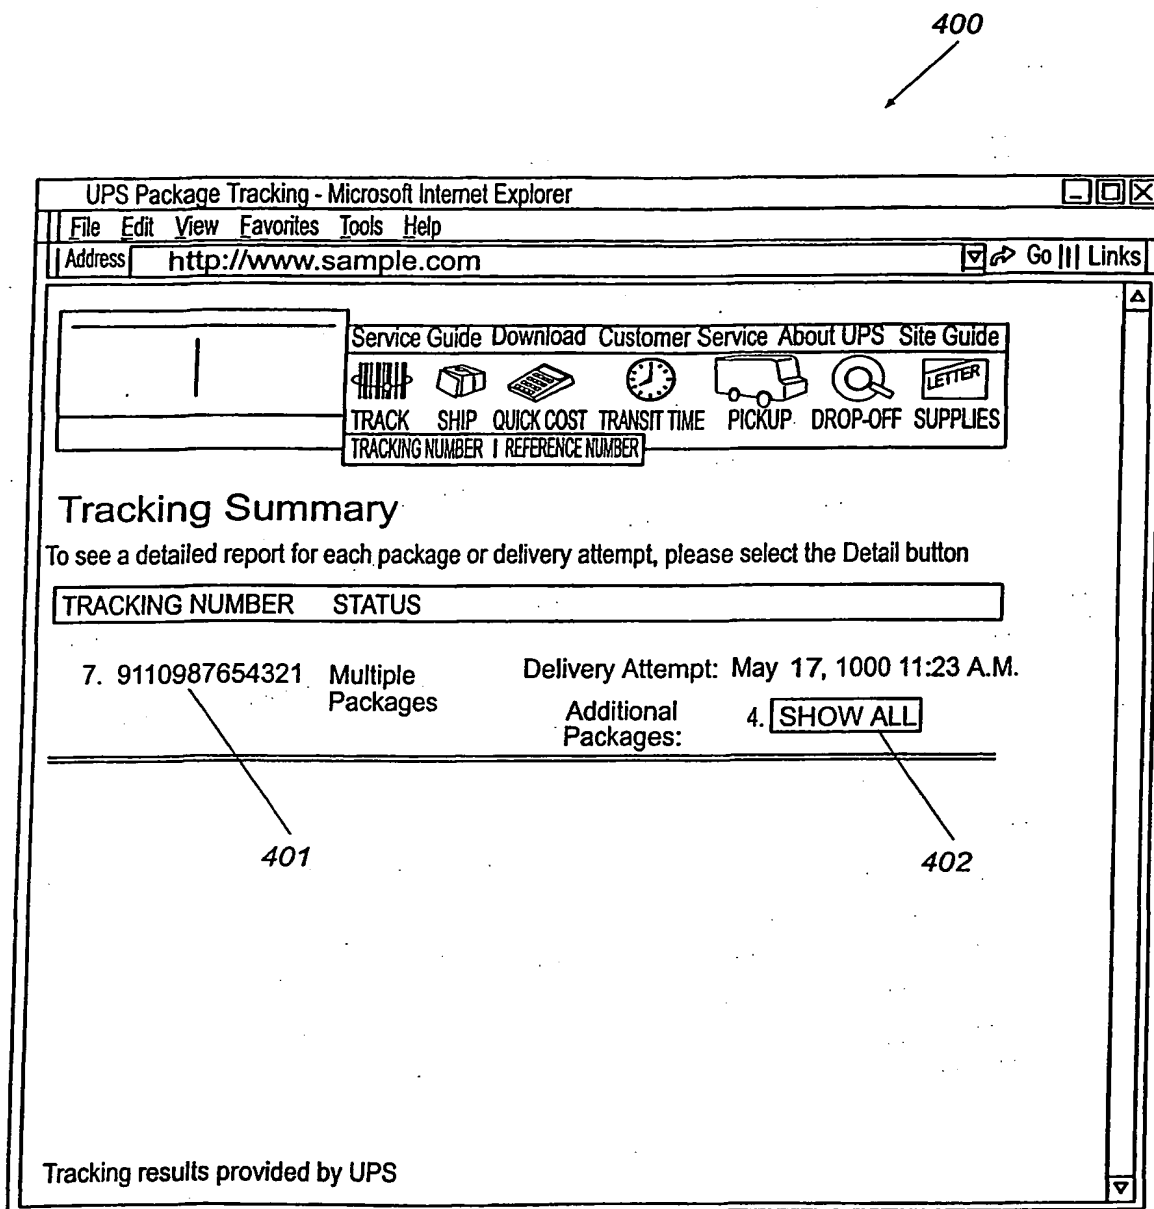 400
UPS Package Tracking - Microsoft Internet Explorer
File Edit View Favorites Tools Help
Address http://www.sample.com Go Links
Service Guide Download Customer Service About UPS Site Guide
LETTER
TRACK SHIP QUICK COST TRANSIT TIME PICKUP DROP-OFF SUPPLIES
TRACKING NUMBER | REFERENCE NUMBER
Tracking Summary
To see a detailed report for each package or delivery attempt, please select the Detail button
TRACKING NUMBER STATUS
7. 9110987654321 Multiple Packages Delivery Attempt: May 17, 1000 11:23 A.M.
Additional Packages: 4. SHOW ALL
401
402
Tracking results provided by UPS